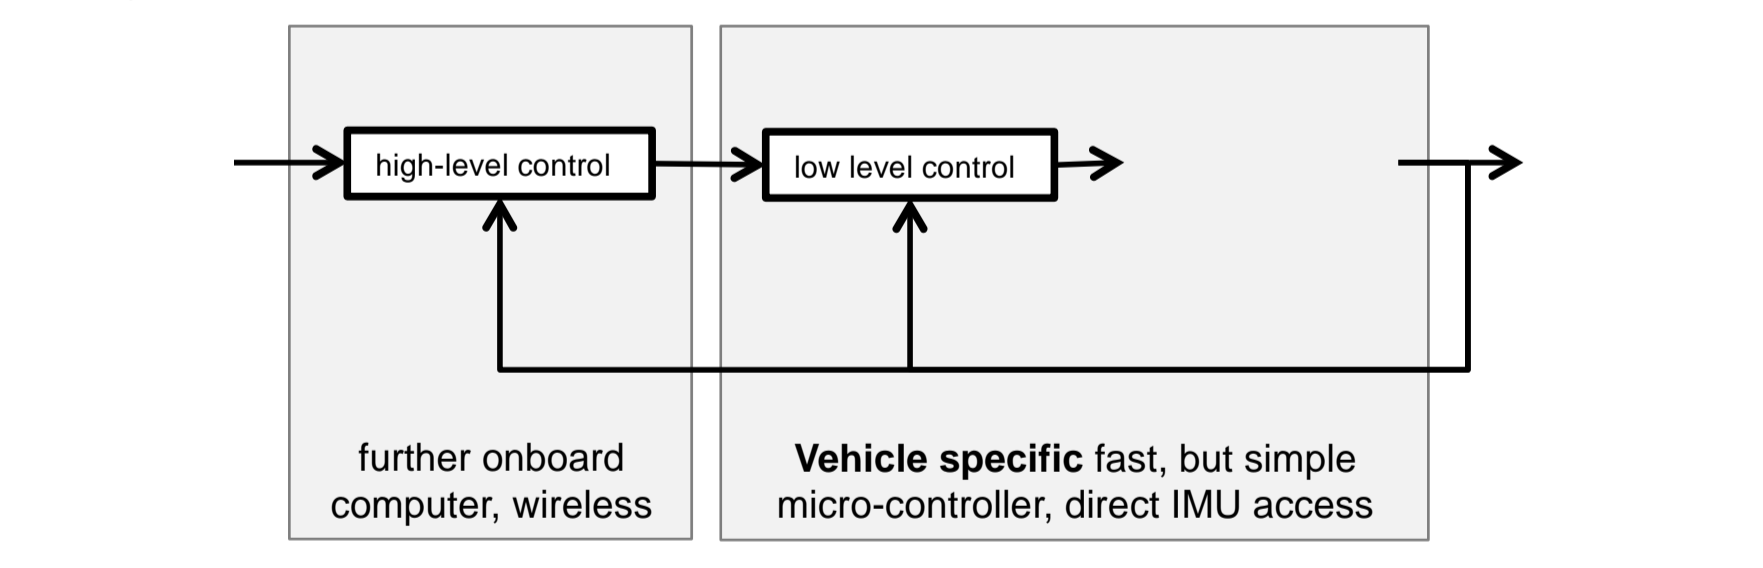 high-level control
low level control
further onboard
computer, wireless
Vehicle specific fast, but simple
micro-controller, direct IMU access